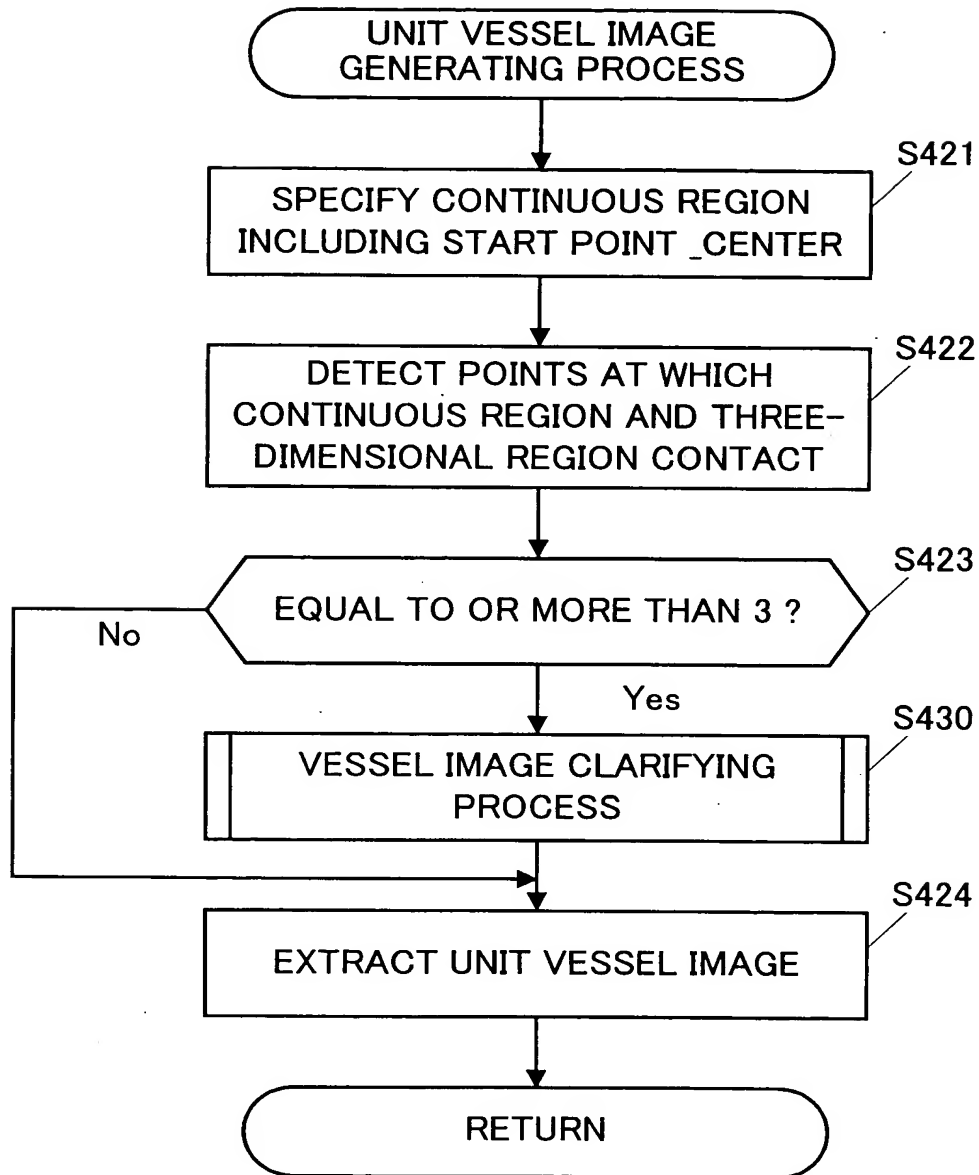 UNIT VESSEL IMAGE
GENERATING PROCESS
S421
SPECIFY CONTINUOUS REGION
INCLUDING START POINT _CENTER
S422
DETECT POINTS AT WHICH
CONTINUOUS REGION AND THREE-
DIMENSIONAL REGION CONTACT
S423
EQUAL TO OR MORE THAN 3 ?
No
Yes
S430
VESSEL IMAGE CLARIFYING
PROCESS
S424
EXTRACT UNIT VESSEL IMAGE
RETURN